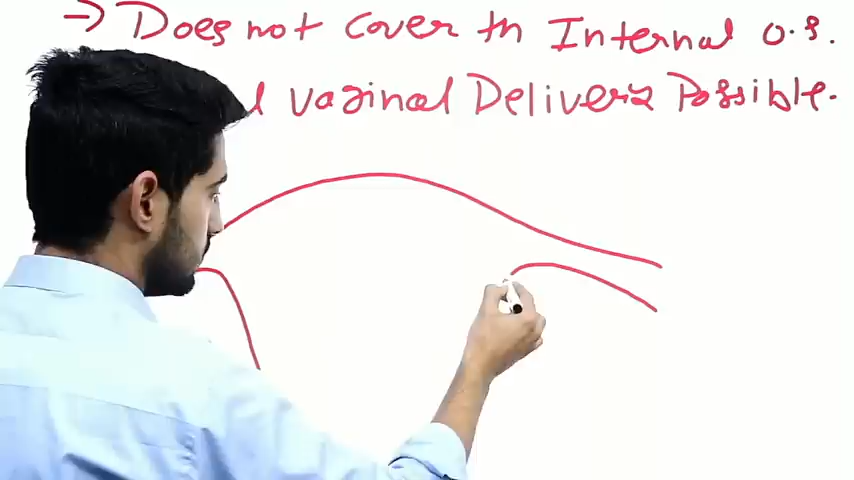 -> Does not Cover th Internal O.S.
vaginal Delivery Possible.